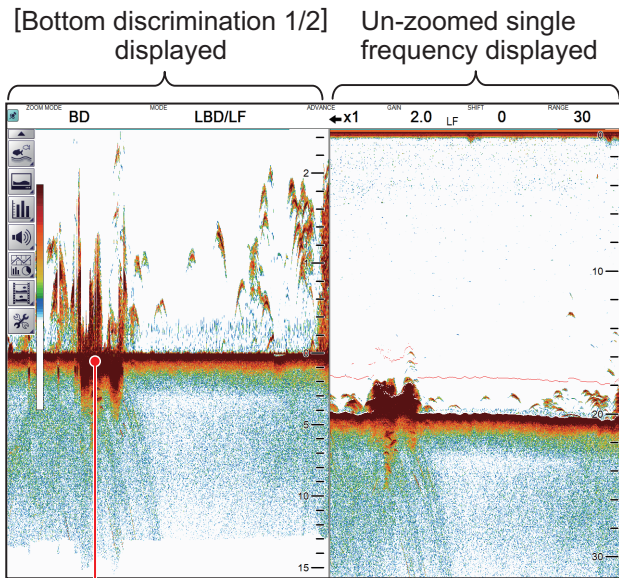 [Bottom discrimination 1/2]
displayed
Un-zoomed single
frequency displayed
ZOOM MODE BD MODE LBD/LF ADVANCE x1 GAIN 2.0 LF SHIFT 0 RANGE 30
2
0
5
10
15
0
10
20
30